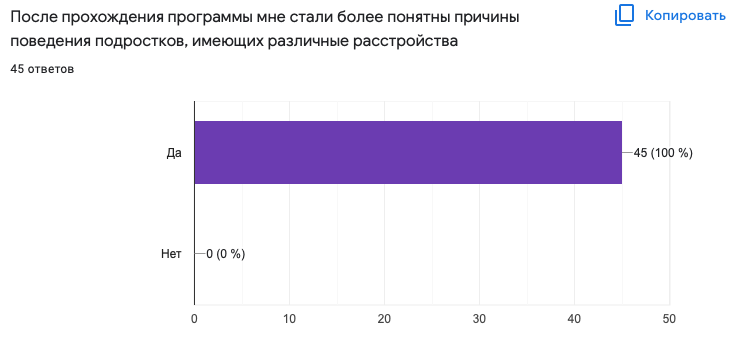 После прохождения программы мне стали более понятны причины
поведения подростков, имеющих различные расстройства
Копировать
45 ответов
Да
45 (100 %)
Нет
0 (0 %)
0 10 20 30 40 50